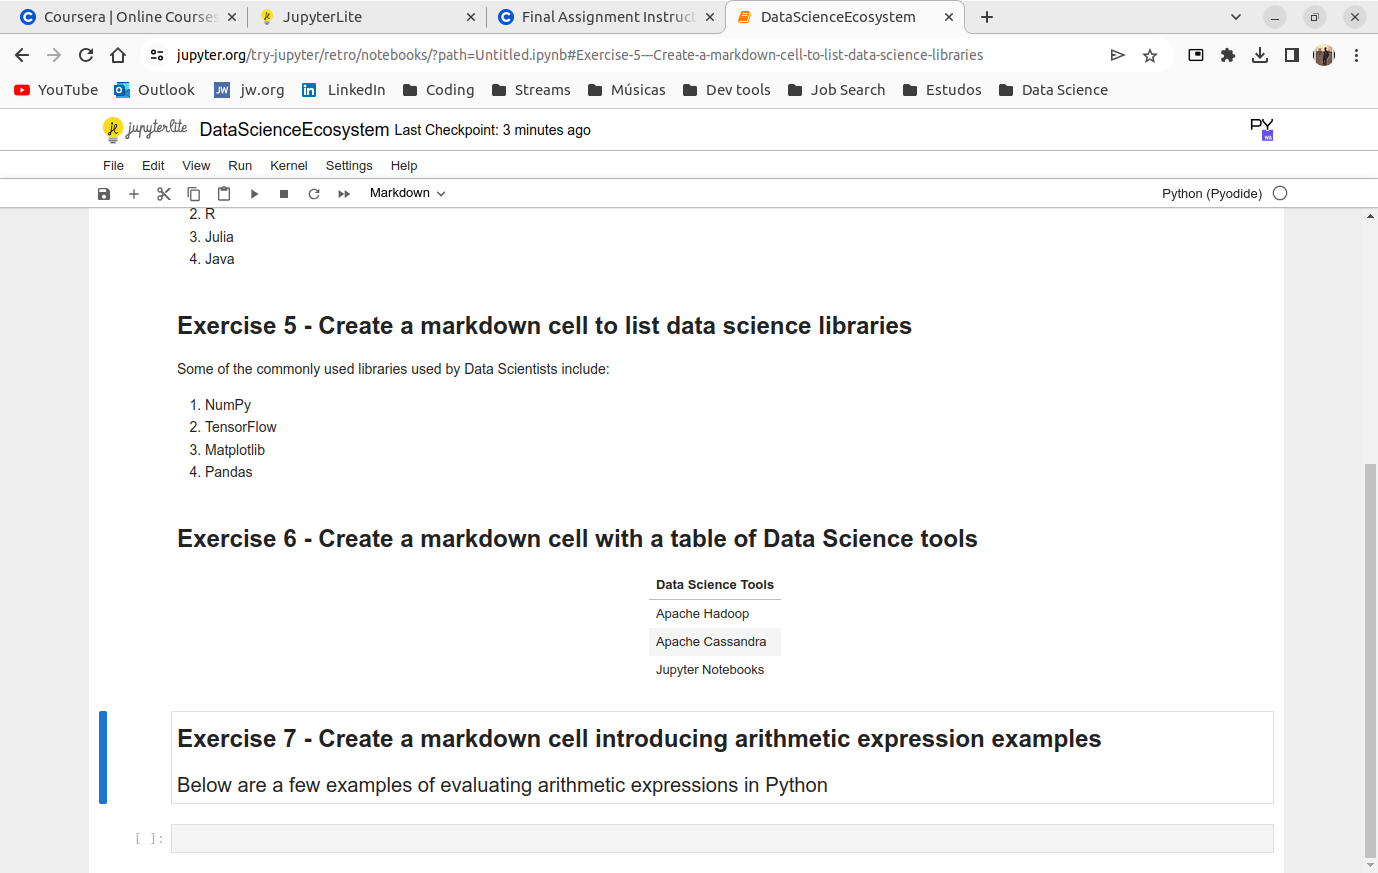 Coursera | Online Courses
JupyterLite
Final Assignment Instruct
DataScienceEcosystem
jupyter.org/try-jupyter/retro/notebooks/?path=Untitled.ipynb#Exercise-5---Create-a-markdown-cell-to-list-data-science-libraries
YouTube
Outlook
JW jw.org
LinkedIn
Coding
Streams
Músicas
Dev tools
Job Search
Estudos
Data Science
jupyterlite
DataScienceEcosystem Last Checkpoint: 3 minutes ago
PY
File Edit View Run Kernel Settings Help
Markdown
Python (Pyodide)
2. R
3. Julia
4. Java
Exercise 5 - Create a markdown cell to list data science libraries
Some of the commonly used libraries used by Data Scientists include:
1. NumPy
2. TensorFlow
3. Matplotlib
4. Pandas
Exercise 6 - Create a markdown cell with a table of Data Science tools
Data Science Tools
Apache Hadoop
Apache Cassandra
Jupyter Notebooks
Exercise 7 - Create a markdown cell introducing arithmetic expression examples
Below are a few examples of evaluating arithmetic expressions in Python
[ ]: